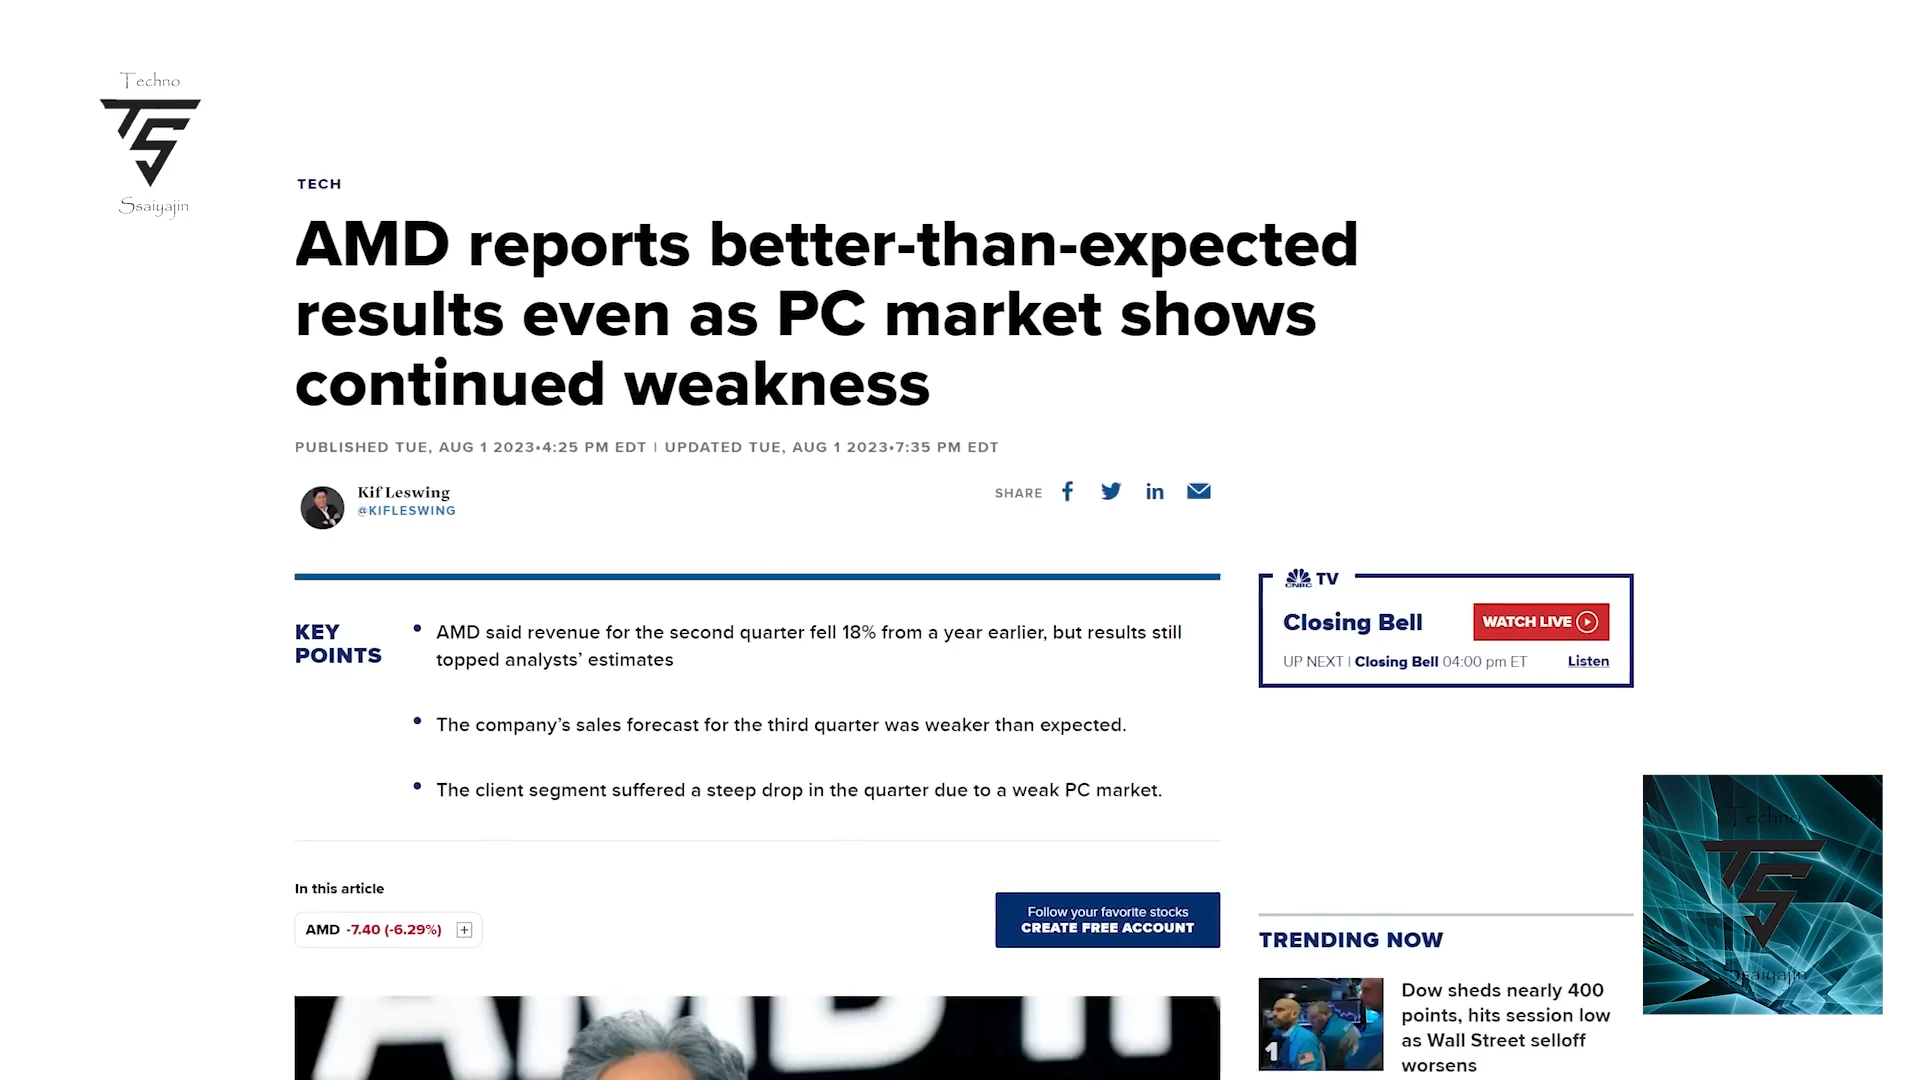 Techno
TS
Ssaiyajin
TECH
AMD reports better-than-expected
results even as PC market shows
continued weakness
PUBLISHED TUE, AUG 1 2023•4:25 PM EDT | UPDATED TUE, AUG 1 2023•7:35 PM EDT
Kif Leswing
@KIFLESWING
SHARE
KEY
POINTS
• AMD said revenue for the second quarter fell 18% from a year earlier, but results still
topped analysts’ estimates
• The company’s sales forecast for the third quarter was weaker than expected.
• The client segment suffered a steep drop in the quarter due to a weak PC market.
In this article
AMD -7.40 (-6.29%) +
Follow your favorite stocks
CREATE FREE ACCOUNT
AMD
CNBC TV
Closing Bell
WATCH LIVE
UP NEXT | Closing Bell 04:00 pm ET
Listen
TRENDING NOW
1
Dow sheds nearly 400
points, hits session low
as Wall Street selloff
worsens
Techno
TS
Ssaiyajin